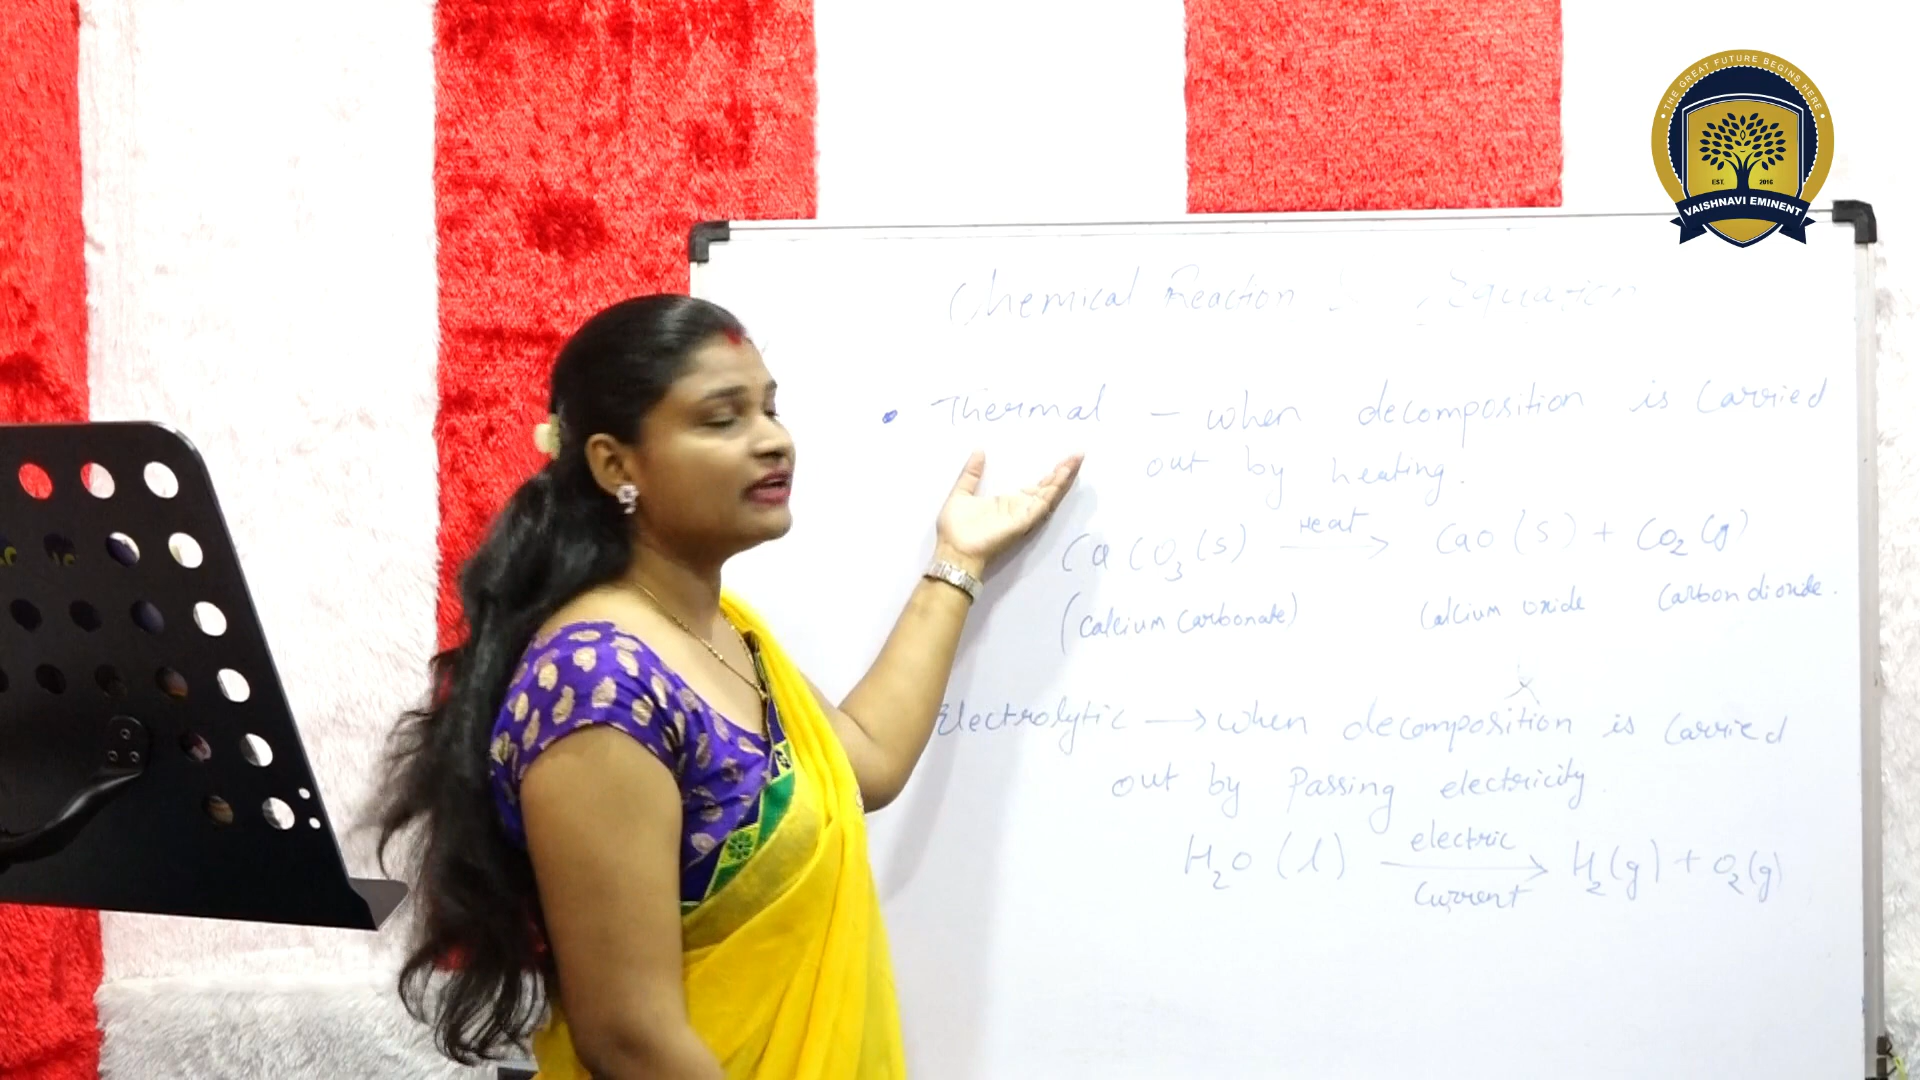 THE GREAT FUTURE BEGINS HERE
EST. 2016
VAISHNAVI EMINENT
Chemical Reaction Equation
• Thermal – when decomposition is carried
out by heating.
CaCO3(s) heat → CaO(s) + CO2(g)
(calcium carbonate) calcium oxide carbondioxide.
Electrolytic → when decomposition is carried
out by passing electricity.
H2O (l) electric current → H2(g) + O2(g)